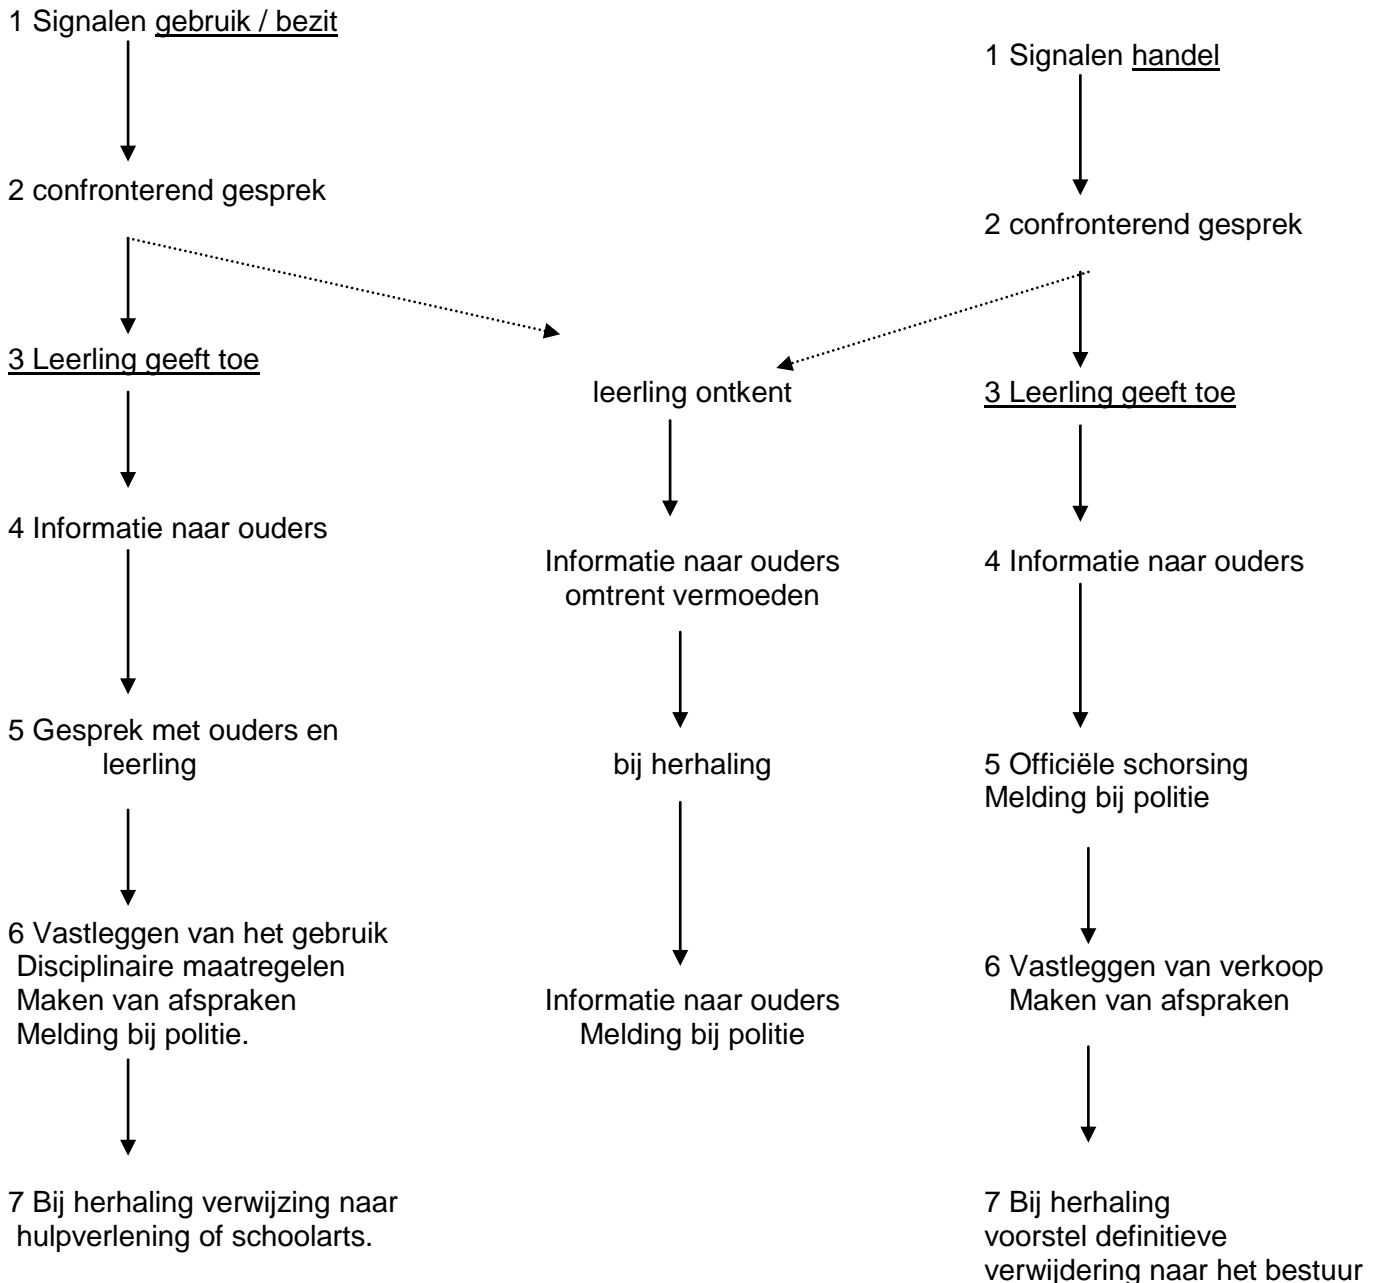 1 Signalen gebruik / bezit
2 confronterend gesprek
3 Leerling geeft toe
4 Informatie naar ouders
5 Gesprek met ouders en
leerling
6 Vastleggen van het gebruik
Disciplinaire maatregelen
Maken van afspraken
Melding bij politie.
7 Bij herhaling verwijzing naar
hulpverlening of schoolarts.
leerling ontkent
Informatie naar ouders
omtrent vermoeden
bij herhaling
Informatie naar ouders
Melding bij politie
1 Signalen handel
2 confronterend gesprek
3 Leerling geeft toe
4 Informatie naar ouders
5 Officiële schorsing
Melding bij politie
6 Vastleggen van verkoop
Maken van afspraken
7 Bij herhaling
voorstel definitieve
verwijdering naar het bestuur